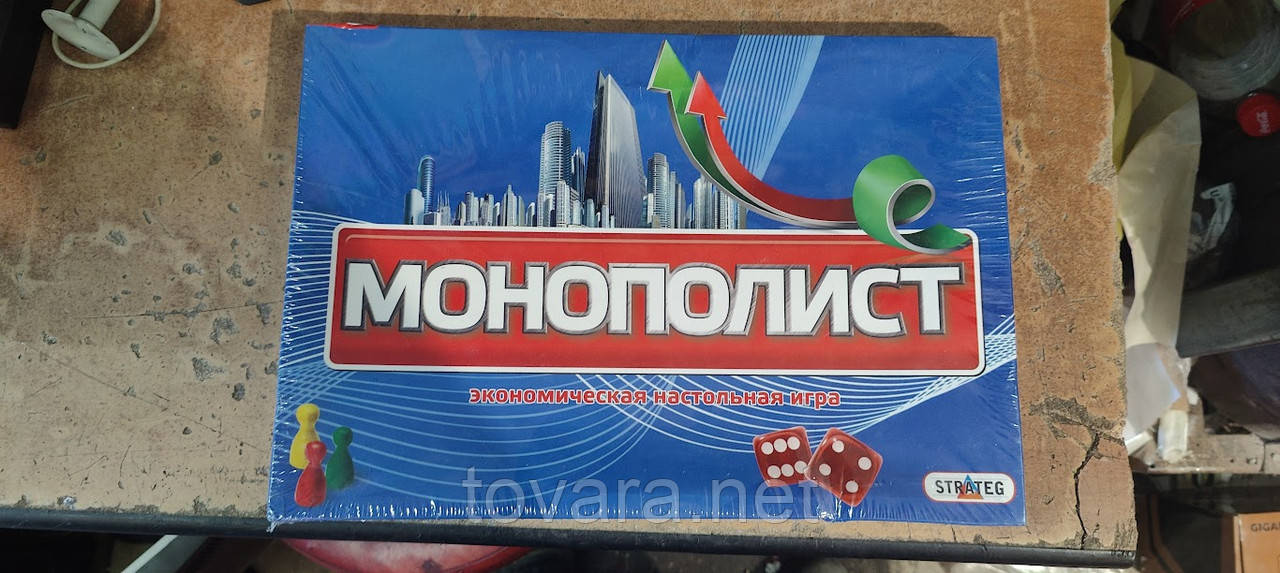 МОНОПОЛИСТ
экономическая настольная игра
STRATEG
tovara.net